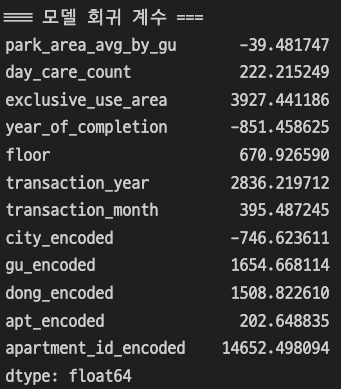 === 모델 회귀 계수 ===
park_area_avg_by_gu -39.481747
day_care_count 222.215249
exclusive_use_area 3927.441186
year_of_completion -851.458625
floor 670.926590
transaction_year 2836.219712
transaction_month 395.487245
city_encoded -746.623611
gu_encoded 1654.668114
dong_encoded 1508.822610
apt_encoded 202.648835
apartment_id_encoded 14652.498094
dtype: float64